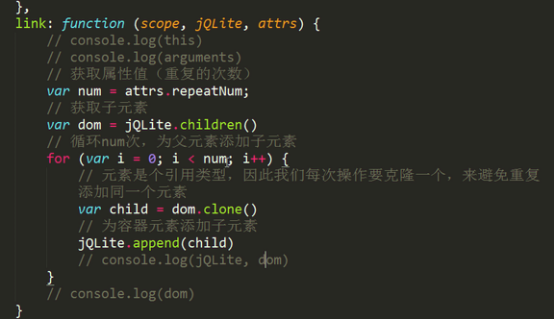 },
link: function (scope, jQLite, attrs) {
// console.log(this)
// console.log(arguments)
// 获取属性值（重复的次数）
var num = attrs.repeatNum;
// 获取子元素
var dom = jQLite.children()
// 循环num次，为父元素添加子元素
for (var i = 0; i < num; i++) {
// 元素是个引用类型，因此我们每次操作要克隆一个，来避免重复
添加同一个元素
var child = dom.clone()
// 为容器元素添加子元素
jQLite.append(child)
// console.log(jQLite, dom)
}
// console.log(dom)
}